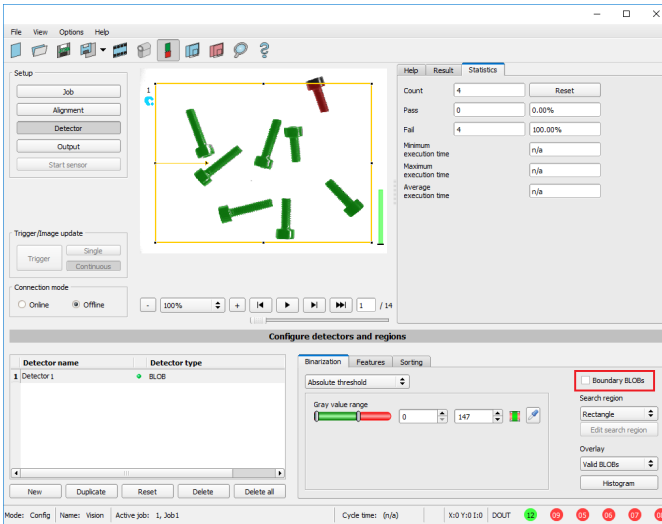 File View Options Help
Setup
Job
Alignment
Detector
Output
Start sensor
Trigger/Image update
Trigger
Single
Continuous
Connection mode
Online Offline
1
- 100% + 1 / 14
Help Result Statistics
Count 4 Reset
Pass 0 0.00%
Fail 4 100.00%
Minimum
execution time n/a
Maximum
execution time n/a
Average
execution time n/a
Configure detectors and regions
Detector name Detector type
1 Detector1 BLOB
New Duplicate Reset Delete Delete all
Binarization Features Sorting
Absolute threshold
Gray value range
0 147
Boundary BLOBs
Search region
Rectangle
Edit search region
Overlay
Valid BLOBs
Histogram
Mode: Config Name: Vision Active job: 1, Job1 Cycle time: (n/a) X:0 Y:0 I:0 DOUT 12 09 05 06 07